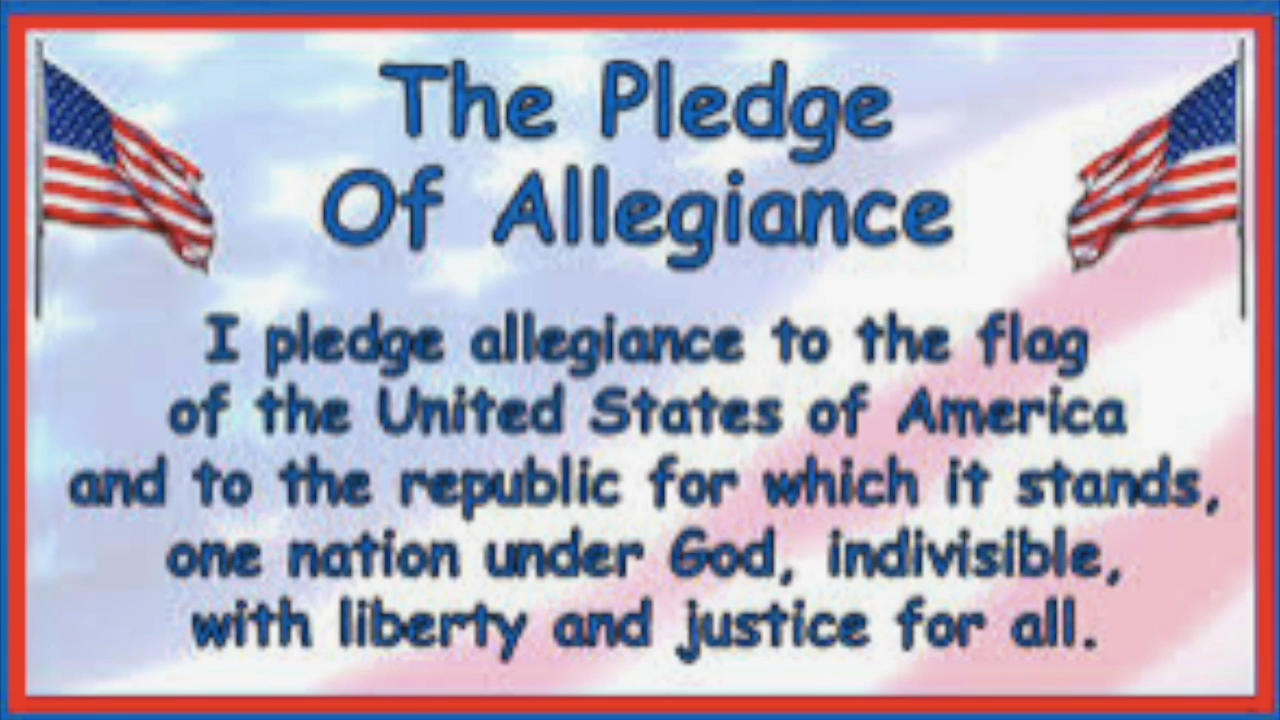 The Pledge
Of Allegiance
I pledge allegiance to the flag
of the United States of America
and to the republic for which it stands,
one nation under God, indivisible,
with liberty and justice for all.